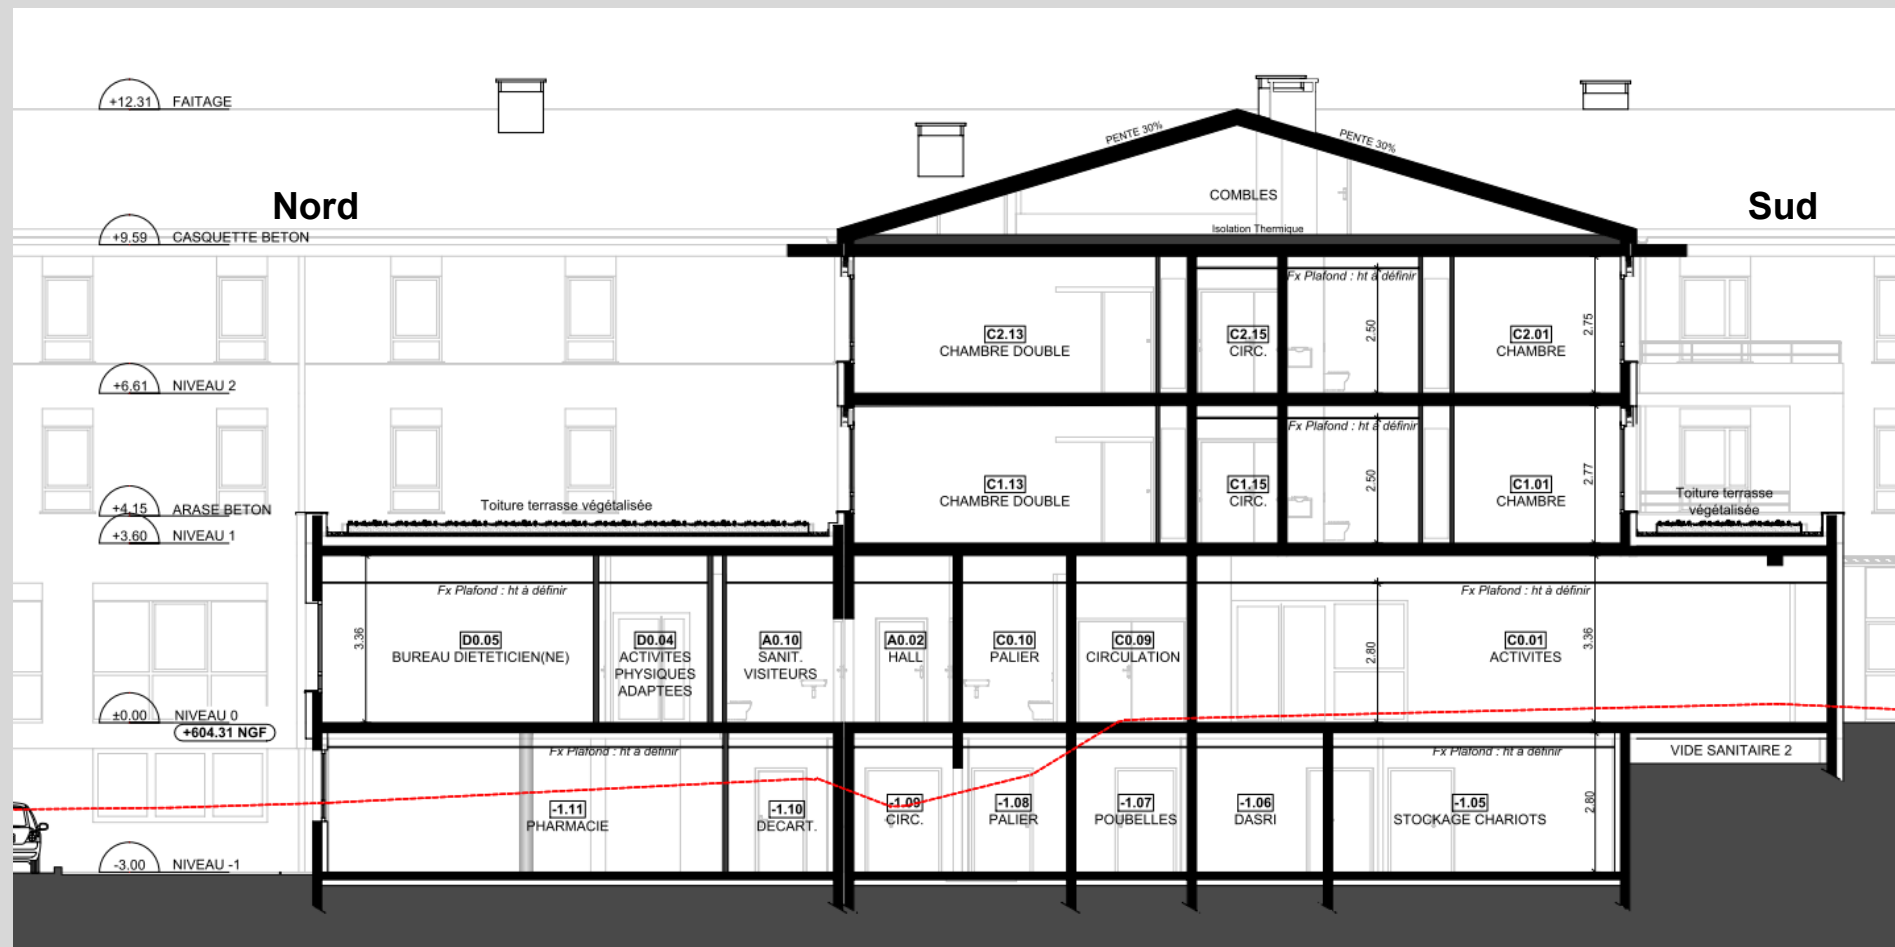 +12.31 FAITAGE
PENTE 30%
PENTE 30%
Nord
COMBLES
Sud
+9.59 CASQUETTE BETON
Isolation Thermique
Fx Plafond : ht à définir
C2.13
CHAMBRE DOUBLE
C2.15
CIRC.
2.50
C2.01
CHAMBRE
2.75
+6.61 NIVEAU 2
Fx Plafond : ht à définir
C1.13
CHAMBRE DOUBLE
C1.15
CIRC.
2.50
C1.01
CHAMBRE
2.77
+4.15 ARASE BETON
Toiture terrasse végétalisée
Toiture terrasse
végétalisée
+3.60 NIVEAU 1
Fx Plafond : ht à définir
Fx Plafond : ht à définir
3.36
D0.05
BUREAU DIETETICIEN(NE)
D0.04
ACTIVITES
PHYSIQUES
ADAPTEES
A0.10
SANIT.
VISITEURS
A0.02
HALL
C0.10
PALIER
C0.09
CIRCULATION
2.80
C0.01
ACTIVITES
3.36
±0.00 NIVEAU 0
+604.31 NGF
Fx Plafond : ht à définir
Fx Plafond : ht à définir
VIDE SANITAIRE 2
-1.11
PHARMACIE
-1.10
DECART.
-1.09
CIRC.
-1.08
PALIER
-1.07
POUBELLES
-1.06
DASRI
-1.05
STOCKAGE CHARIOTS
2.80
-3.00 NIVEAU -1